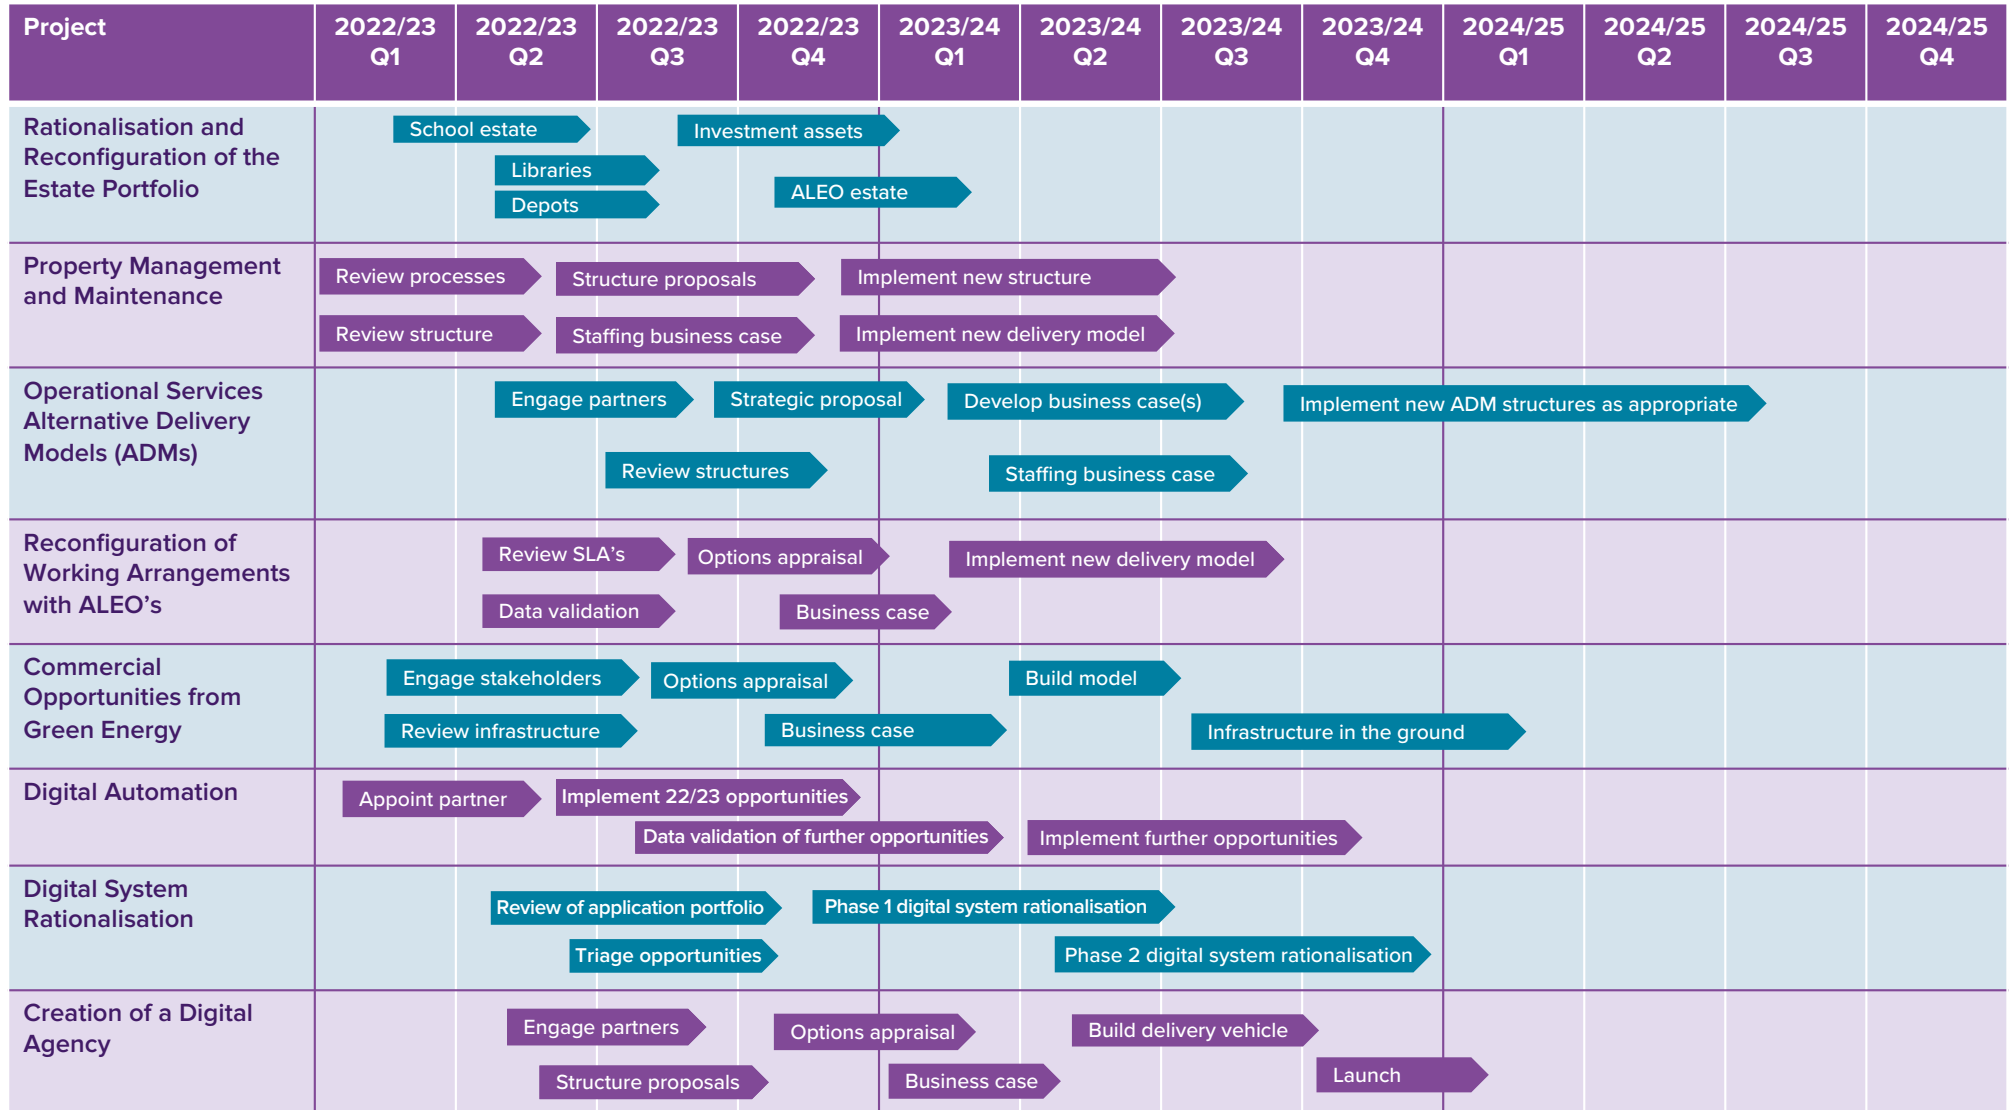 Project
2022/23
Q1
2022/23
Q2
2022/23
Q3
2022/23
Q4
2023/24
Q1
2023/24
Q2
2023/24
Q3
2023/24
Q4
2024/25
Q1
2024/25
Q2
2024/25
Q3
2024/25
Q4
Rationalisation and
Reconfiguration of the
Estate Portfolio
School estate
Investment assets
Libraries
ALEO estate
Depots
Property Management
and Maintenance
Review processes
Structure proposals
Implement new structure
Review structure
Staffing business case
Implement new delivery model
Operational Services
Alternative Delivery
Models (ADMs)
Engage partners
Strategic proposal
Develop business case(s)
Implement new ADM structures as appropriate
Review structures
Staffing business case
Reconfiguration of
Working Arrangements
with ALEO’s
Review SLA’s
Options appraisal
Implement new delivery model
Data validation
Business case
Commercial
Opportunities from
Green Energy
Engage stakeholders
Options appraisal
Build model
Review infrastructure
Business case
Infrastructure in the ground
Digital Automation
Appoint partner
Implement 22/23 opportunities
Data validation of further opportunities
Implement further opportunities
Digital System
Rationalisation
Review of application portfolio
Phase 1 digital system rationalisation
Triage opportunities
Phase 2 digital system rationalisation
Creation of a Digital
Agency
Engage partners
Options appraisal
Build delivery vehicle
Structure proposals
Business case
Launch